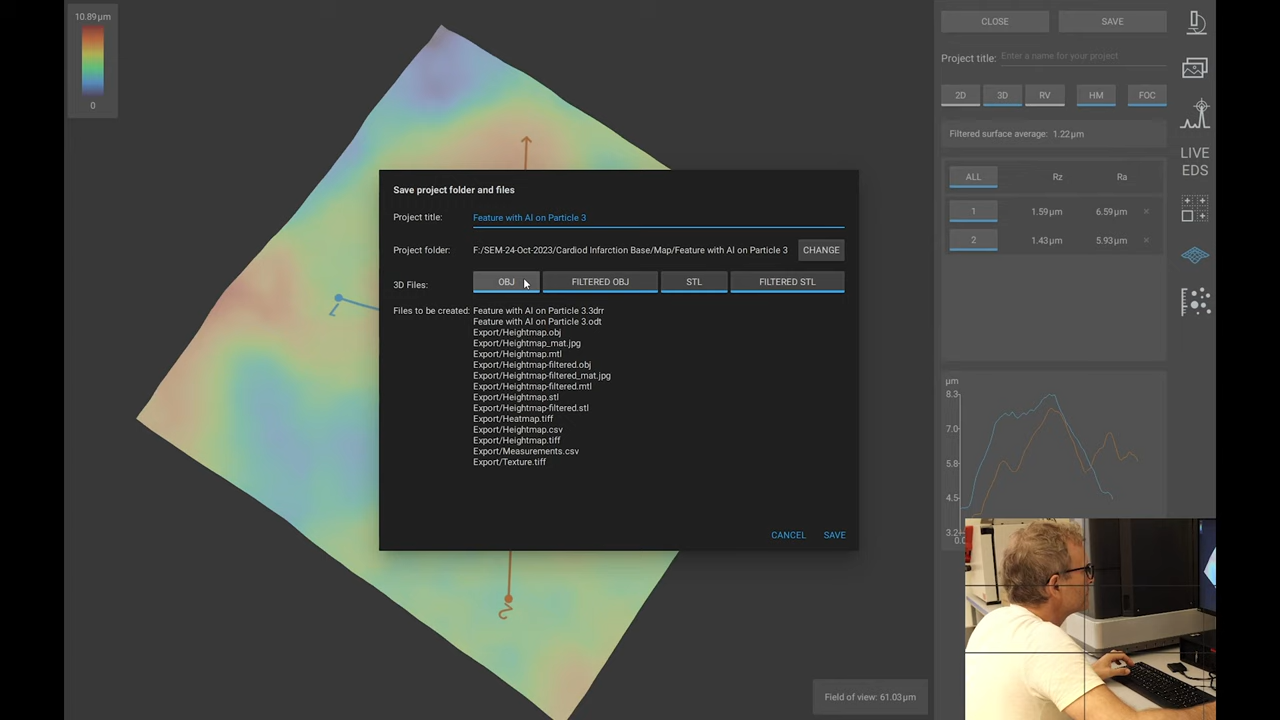 10.89µm
0
CLOSE
SAVE
Project title: Enter a name for your project
2D
3D
RV
HM
FOC
Filtered surface average: 1.22µm
ALL
Rz
Ra
1
1.59µm
6.59µm
×
2
1.43µm
5.93µm
×
LIVE
EDS
Save project folder and files
Project title: Feature with AI on Particle 3
Project folder: F:/SEM-24-Oct-2023/Cardiod Infarction Base/Map/Feature with AI on Particle 3
CHANGE
3D Files:
OBJ
FILTERED OBJ
STL
FILTERED STL
Files to be created: Feature with AI on Particle 3.3drr
Feature with AI on Particle 3.odt
Export/Heightmap.obj
Export/Heightmap_mat.jpg
Export/Heightmap.mtl
Export/Heightmap-filtered.obj
Export/Heightmap-filtered_mat.jpg
Export/Heightmap-filtered.mtl
Export/Heightmap.stl
Export/Heightmap-filtered.stl
Export/Heatmap.tiff
Export/Heightmap.csv
Export/Heightmap.tiff
Export/Measurements.csv
Export/Texture.tiff
CANCEL
SAVE
1
2
µm
8.3
7.0
5.8
4.5
3.2
Field of view: 61.03µm